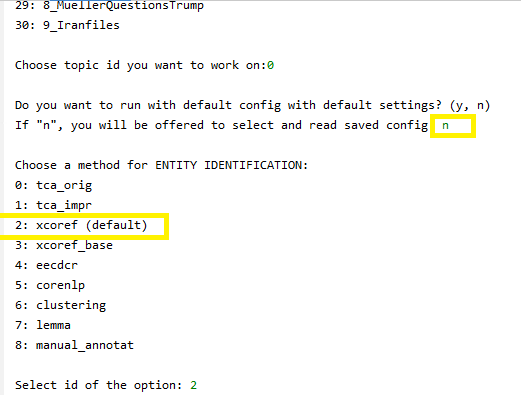 29: 8_MuellerQuestionsTrump
30: 9_Iranfiles
Choose topic id you want to work on:0
Do you want to run with default config with default settings? (y, n)
If "n", you will be offered to select and read saved config: n
Choose a method for ENTITY IDENTIFICATION:
0: tca_orig
1: tca_impr
2: xcoref (default)
3: xcoref_base
4: eecdcr
5: corenlp
6: clustering
7: lemma
8: manual_annotat
Select id of the option: 2